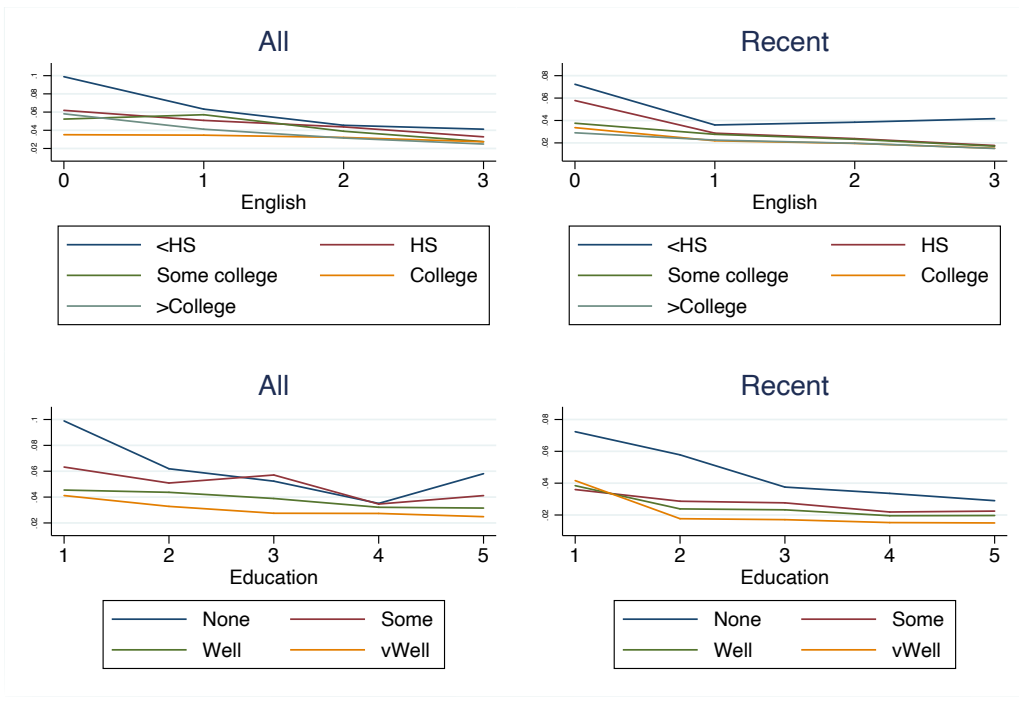 All
.1
.08
.06
.04
.02
0 1 2 3
English
<HS HS
Some college College
>College
Recent
.08
.06
.04
.02
0 1 2 3
English
<HS HS
Some college College
>College
All
.1
.08
.06
.04
.02
1 2 3 4 5
Education
None Some
Well vWell
Recent
.08
.06
.04
.02
1 2 3 4 5
Education
None Some
Well vWell